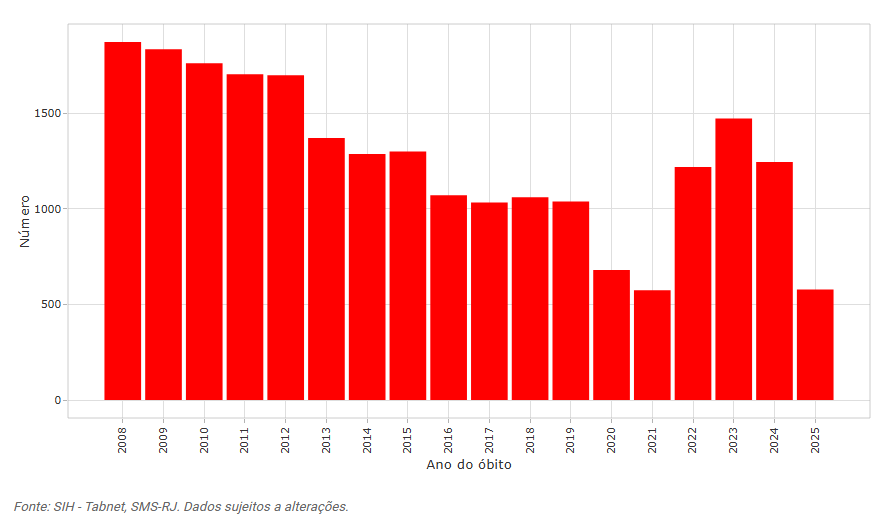 1500
1000
500
0
Número
2008 2009 2010 2011 2012 2013 2014 2015 2016 2017 2018 2019 2020 2021 2022 2023 2024 2025
Ano do óbito
Fonte: SIH - Tabnet, SMS-RJ. Dados sujeitos a alterações.